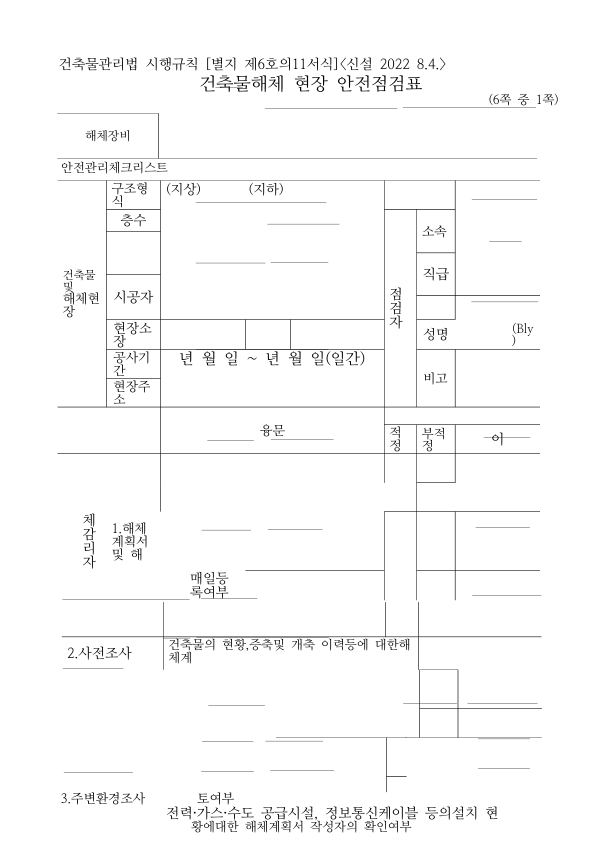 건축물관리법 시행규칙 [별지 제6호의11서식]<신설 2022 8.4.>
건축물해체 현장 안전점검표
(6쪽 중 1쪽)
해체장비
안전관리체크리스트
구조형
식
(지상) (지하)
층수
소속
건축물
및
해체현
장
직급
시공자
점
검
자
현장소
장
성명
(Bly
)
공사기
간
년 월 일 ~ 년 월 일(일간)
비고
현장주
소
융문
적
정
부적
정
이
체
감
리
자
1.해체
계획서
및 해
매일등
록여부
2.사전조사
건축물의 현황,증축및 개축 이력등에 대한해
체계
3.주변환경조사
토여부
전력·가스·수도 공급시설, 정보통신케이블 등의설치 현
황에대한 해체계획서 작성자의 확인여부